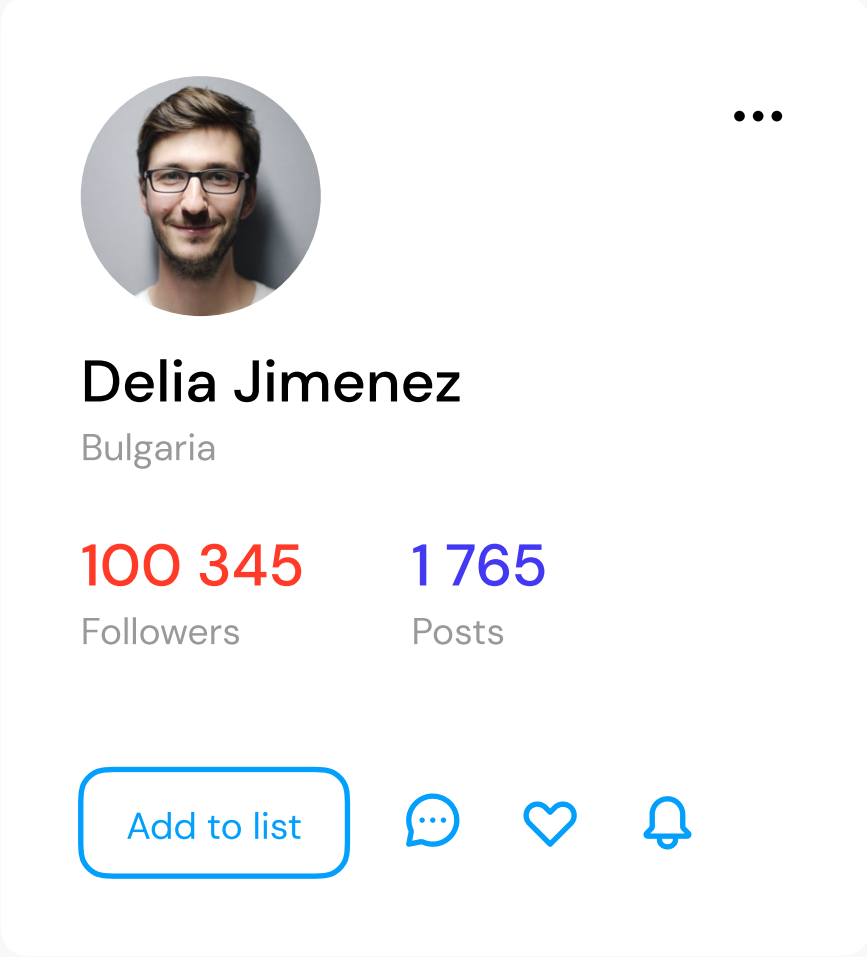 Delia Jimenez
Bulgaria
100 345 1 765
Followers Posts
Add to list